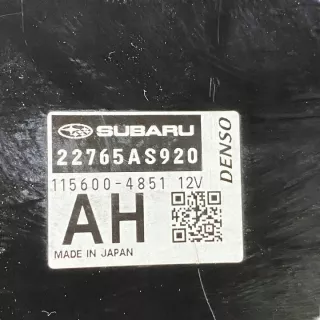 SUBARU
22765AS920
115600-4851 12V
AH
MADE IN JAPAN
DENSO